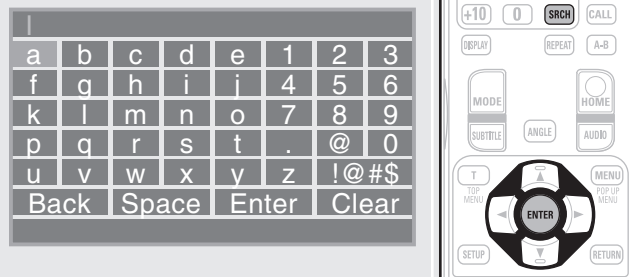 a b c d e 1 2 3
f g h i j 4 5 6
k l m n o 7 8 9
p q r s t . @ 0
u v w x y z !@#$
Back Space Enter Clear
+10 0 SRCH CALL
DISPLAY REPEAT A-B
MODE HOME
SUBTITLE ANGLE AUDIO
T MENU
TOP MENU POP UP MENU
ENTER
SETUP RETURN